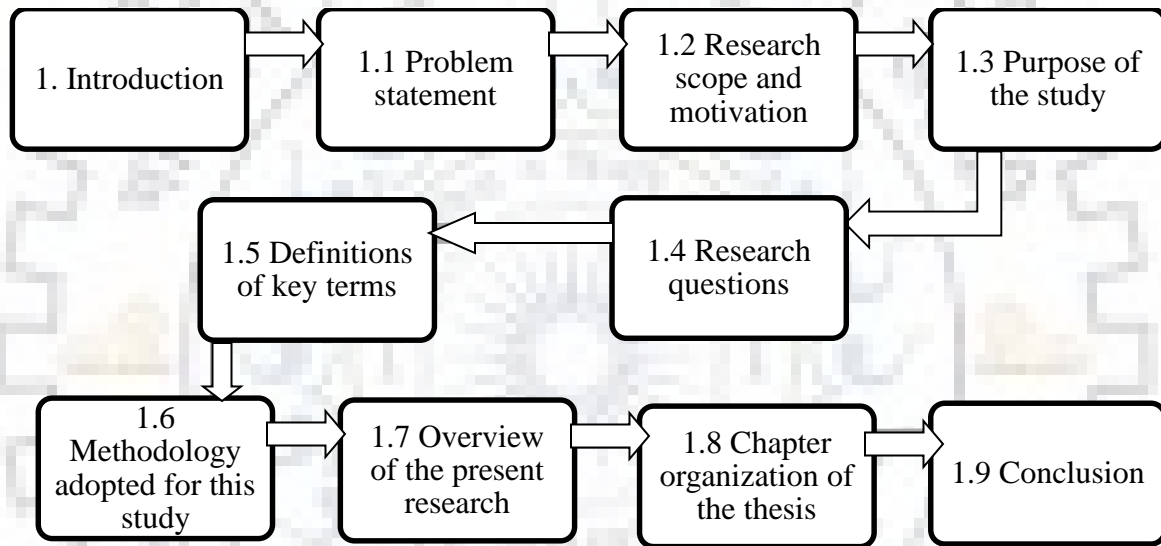 1. Introduction
1.1 Problem
statement
1.2 Research
scope and
motivation
1.3 Purpose of
the study
1.4 Research
questions
1.5 Definitions
of key terms
1.6
Methodology
adopted for this
study
1.7 Overview
of the present
research
1.8 Chapter
organization of
the thesis
1.9 Conclusion